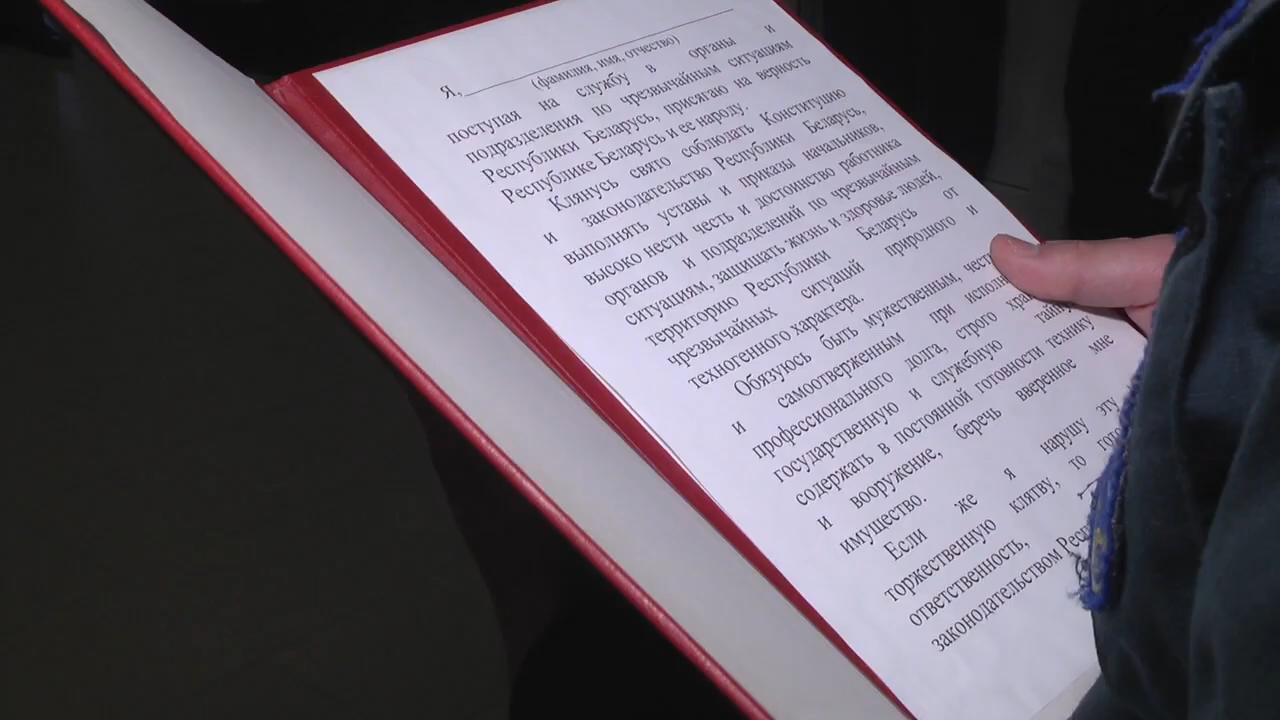 Я,
(фамилия, имя, отчество)
поступая на службу в органы и
подразделения по чрезвычайным ситуациям
Республики Беларусь, присягаю на верность
Республике Беларусь и ее народу.
Клянусь свято соблюдать Конституцию
и законодательство Республики Беларусь,
выполнять уставы и приказы начальников,
высоко нести честь и достоинство работника
органов и подразделений по чрезвычайным
ситуациям, защищать жизнь и здоровье людей,
территорию Республики Беларусь от
чрезвычайных ситуаций природного и
техногенного характера.
Обязуюсь быть мужественным,
и самоотверженным при
профессионального долга, строго
государственную и служебную
содержать в постоянной готовности технику
и вооружение, беречь вверенное мне
имущество.
Если же я нарушу эту
торжественную клятву, то
ответственность,
законодательством